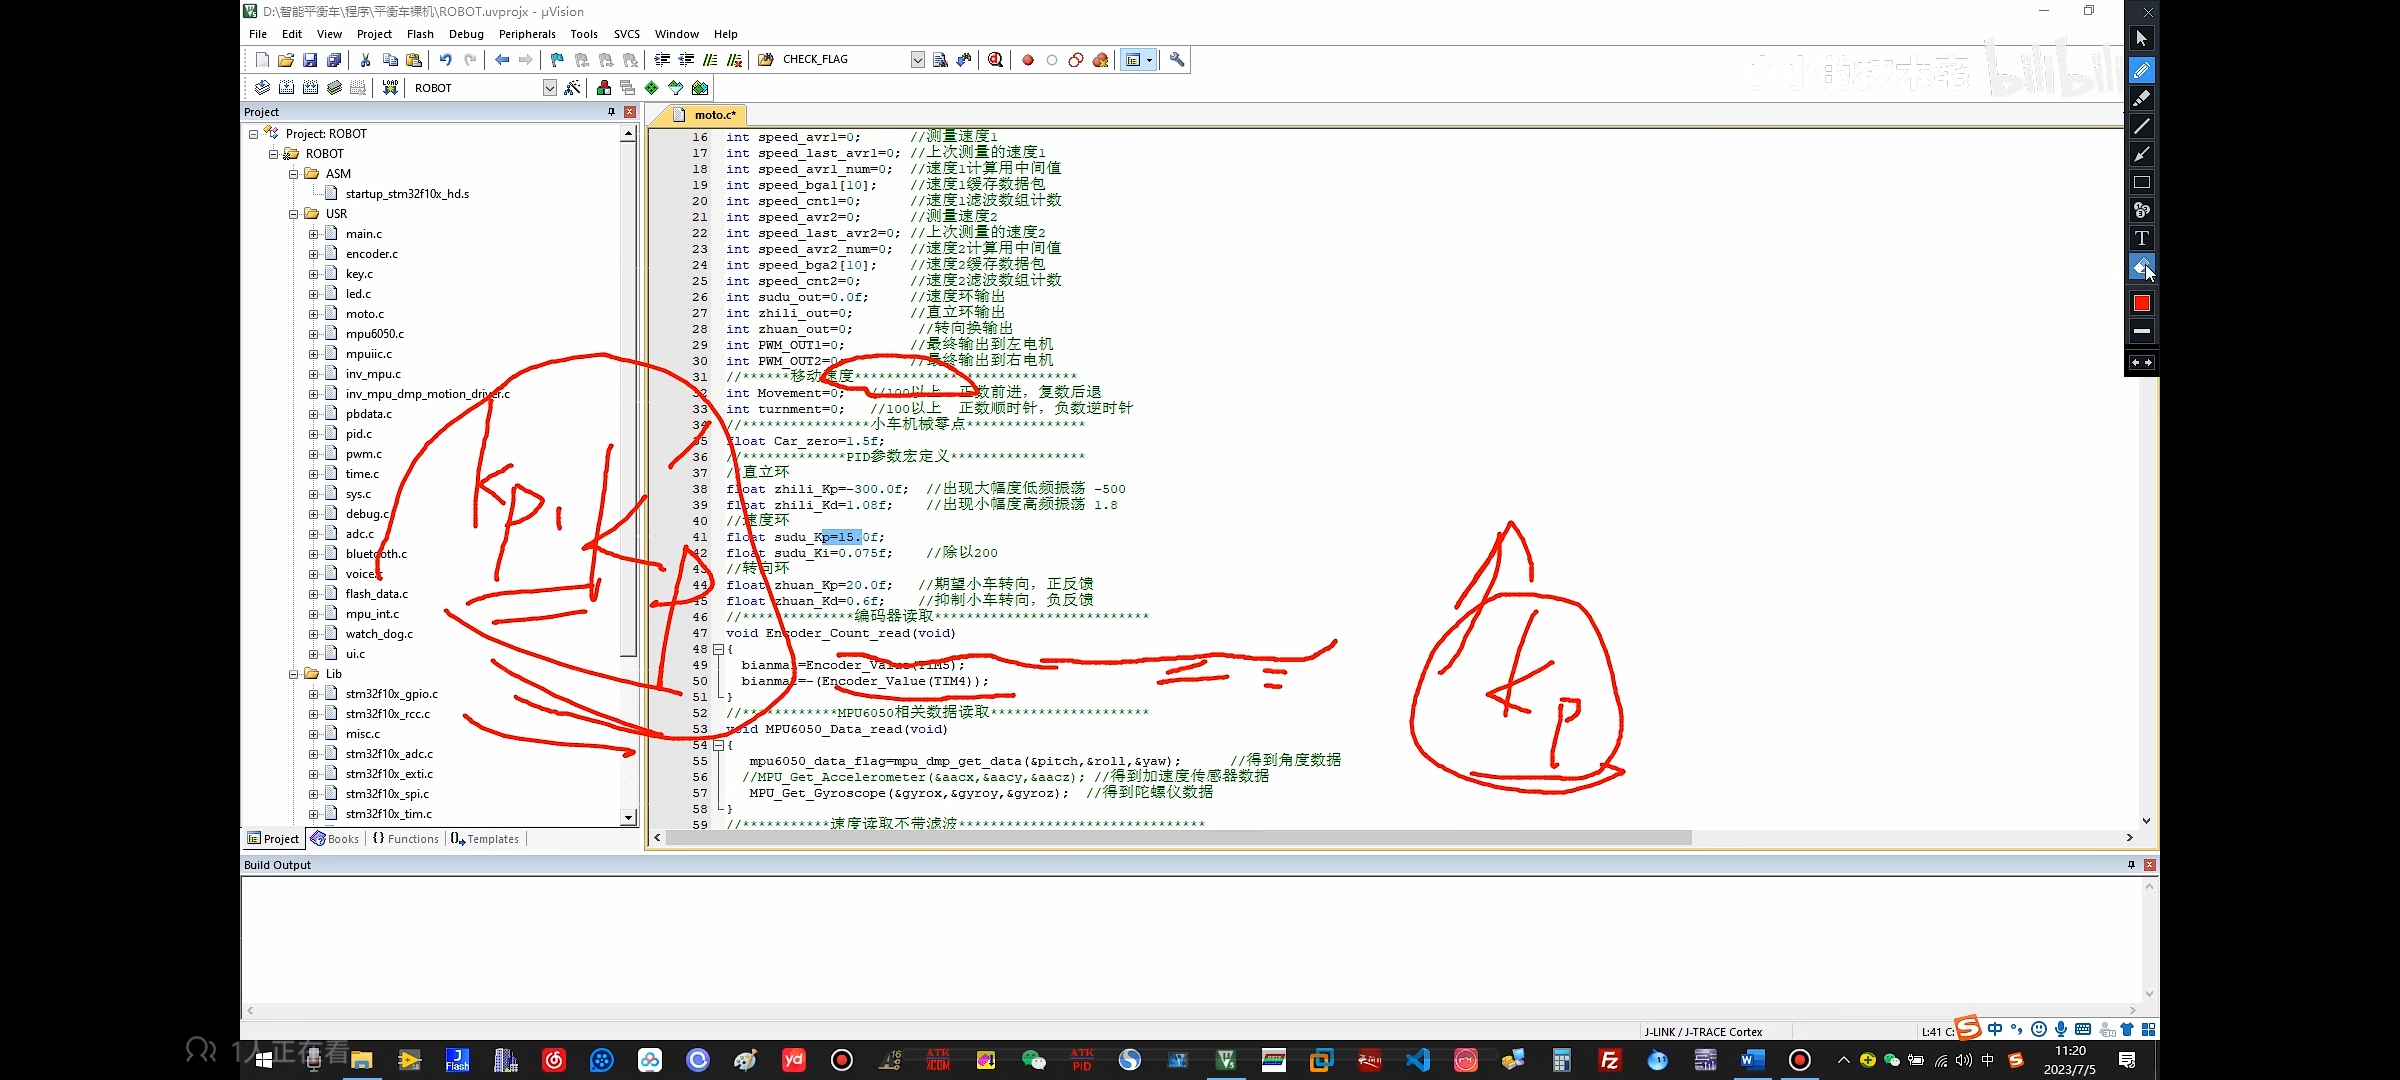 D:\智能平衡车\程序\平衡车裸机\ROBOT.uvprojx - µVision
File Edit View Project Flash Debug Peripherals Tools SVCS Window Help
CHECK_FLAG
小小的技术宅 bilibili
LOAD ROBOT
Project
moto.c*
Project: ROBOT
ROBOT
ASM
startup_stm32f10x_hd.s
USR
main.c
encoder.c
key.c
led.c
moto.c
mpu6050.c
mpuiic.c
inv_mpu.c
inv_mpu_dmp_motion_driver.c
pbdata.c
pid.c
pwm.c
time.c
sys.c
debug.c
adc.c
bluetooth.c
voice.c
flash_data.c
mpu_int.c
watch_dog.c
ui.c
Lib
stm32f10x_gpio.c
stm32f10x_rcc.c
misc.c
stm32f10x_adc.c
stm32f10x_exti.c
stm32f10x_spi.c
stm32f10x_tim.c
Project Books {} Functions Templates
16 int speed_avr1=0; //测量速度1
17 int speed_last_avr1=0; //上次测量的速度1
18 int speed_avr1_num=0; //速度1计算用中间值
19 int speed_bga1[10]; //速度1缓存数据包
20 int speed_cnt1=0; //速度1滤波数组计数
21 int speed_avr2=0; //测量速度2
22 int speed_last_avr2=0; //上次测量的速度2
23 int speed_avr2_num=0; //速度2计算用中间值
24 int speed_bga2[10]; //速度2缓存数据包
25 int speed_cnt2=0; //速度2滤波数组计数
26 int sudu_out=0.0f; //速度环输出
27 int zhili_out=0; //直立环输出
28 int zhuan_out=0; //转向换输出
29 int PWM_OUT1=0; //最终输出到左电机
30 int PWM_OUT2=0; //最终输出到右电机
31 //******移动速度****************************
32 int Movement=0; //100以上 正数前进，复数后退
33 int turnment=0; //100以上 正数顺时针，负数逆时针
34 //****************小车机械零点***************
35 float Car_zero=1.5f;
36 //*************PID参数宏定义*****************
37 //直立环
38 float zhili_Kp=-300.0f; //出现大幅度低频振荡 -500
39 float zhili_Kd=1.08f; //出现小幅度高频振荡 1.8
40 //速度环
41 float sudu_Kp=15.0f;
42 float sudu_Ki=0.075f; //除以200
43 //转向环
44 float zhuan_Kp=20.0f; //期望小车转向，正反馈
45 float zhuan_Kd=0.6f; //抑制小车转向，负反馈
46 //**************编码器读取***************************
47 void Encoder_Count_read(void)
48 {
49 bianma1=Encoder_Value(TIM5);
50 bianma2=-(Encoder_Value(TIM4));
51 }
52 //************MPU6050相关数据读取********************
53 void MPU6050_Data_read(void)
54 {
55 mpu6050_data_flag=mpu_dmp_get_data(&pitch,&roll,&yaw); //得到角度数据
56 //MPU_Get_Accelerometer(&aacx,&aacy,&aacz); //得到加速度传感器数据
57 MPU_Get_Gyroscope(&gyrox,&gyroy,&gyroz); //得到陀螺仪数据
58 }
59 //***********速度读取不带滤波*******************************
Kp, Kp
Kp
Build Output
J-LINK / J-TRACE Cortex L:41 C:
中
1人正在看
11:20
2023/7/5